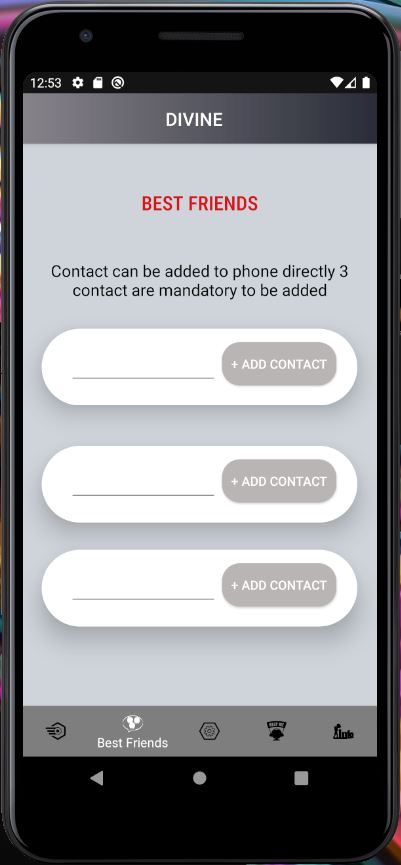 12:53
DIVINE
BEST FRIENDS
Contact can be added to phone directly 3
contact are mandatory to be added
+ ADD CONTACT
+ ADD CONTACT
+ ADD CONTACT
Best Friends
Info